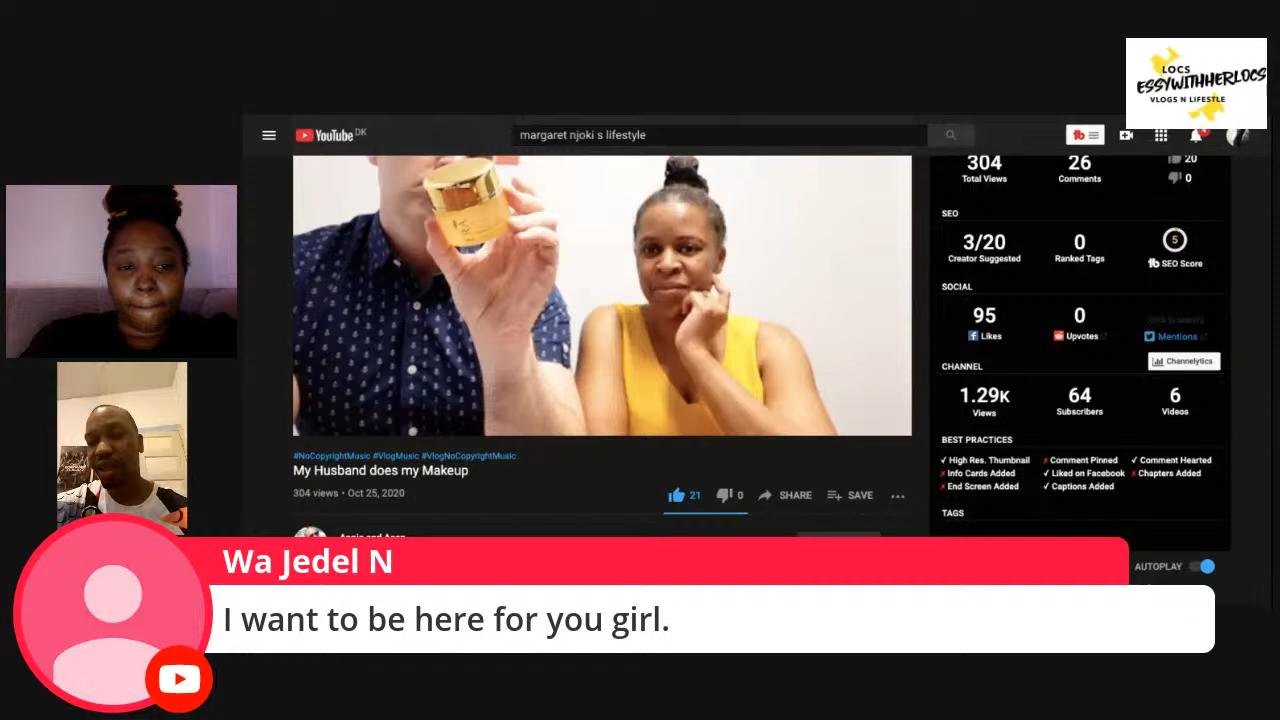 LOCS
ESSYWITHHERLOCS
VLOGS N LIFESTLE
YouTube DK
margaret njoki s lifestyle
304
Total Views
26
Comments
20
0
SEO
3/20
Creator Suggested
0
Ranked Tags
5
tb SEO Score
SOCIAL
95
Likes
0
Upvotes
Mentions
Channelytics
CHANNEL
1.29K
Views
64
Subscribers
6
Videos
BEST PRACTICES
✓ High Res. Thumbnail
✗ Comment Pinned
✓ Comment Hearted
✗ Info Cards Added
✓ Liked on Facebook
✗ Chapters Added
✗ End Screen Added
✓ Captions Added
TAGS
#NoCopyrightMusic #VlogMusic #VlogNoCopyrightMusic
My Husband does my Makeup
304 views • Oct 25, 2020
21
0
SHARE
SAVE
AUTOPLAY
Wa Jedel N
I want to be here for you girl.